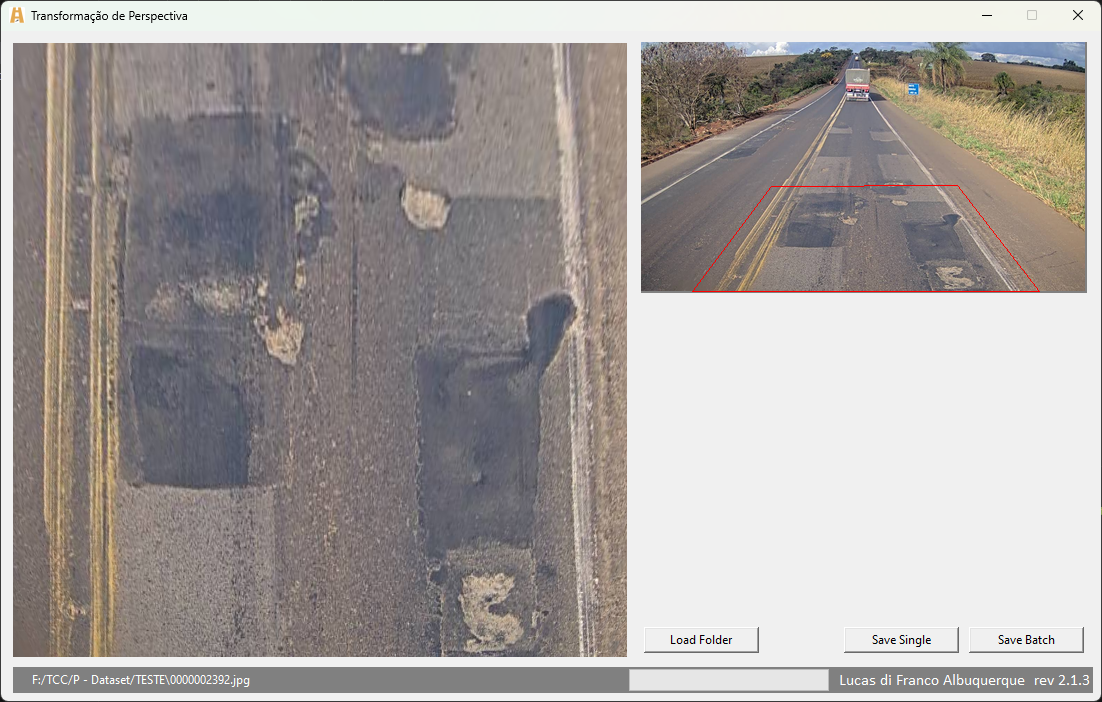 Transformação de Perspectiva
Load Folder
Save Single
Save Batch
F:/TCC/P - Dataset/TESTE\0000002392.jpg
Lucas di Franco Albuquerque rev 2.1.3